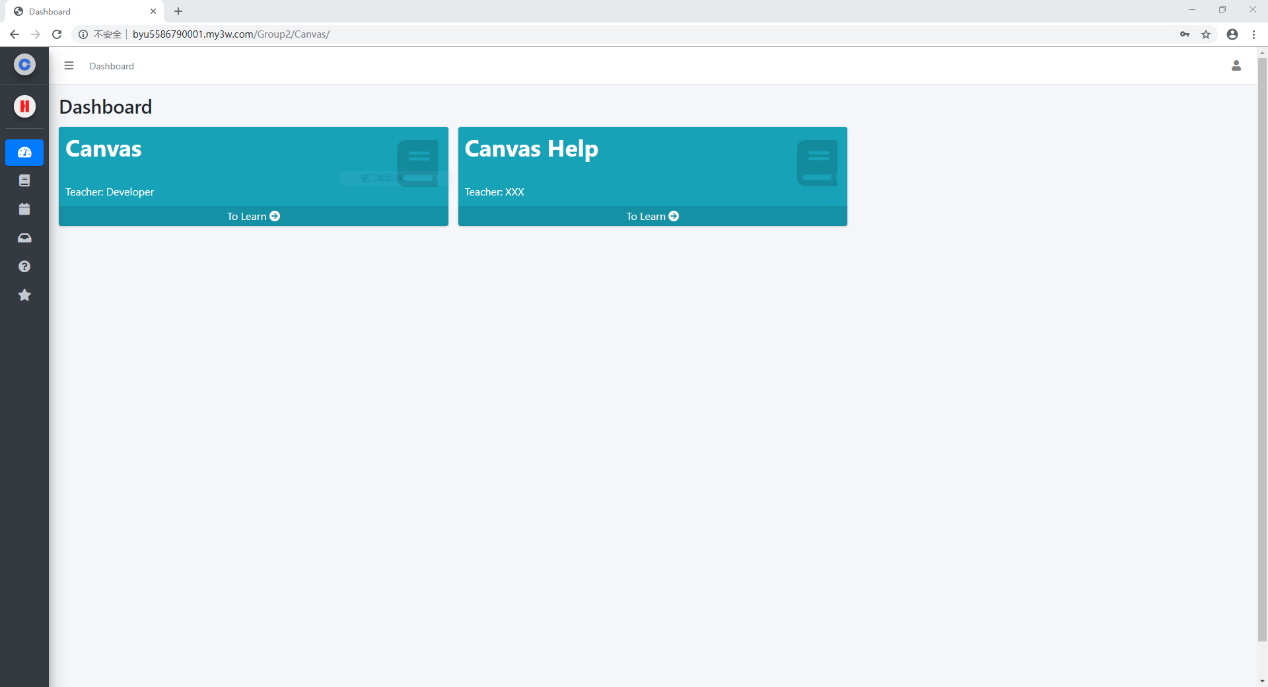 Dashboard
不安全 | byu5586790001.my3w.com/Group2/Canvas/
C
Dashboard
H
Dashboard
Canvas
Teacher: Developer
To Learn
Canvas Help
Teacher: XXX
To Learn